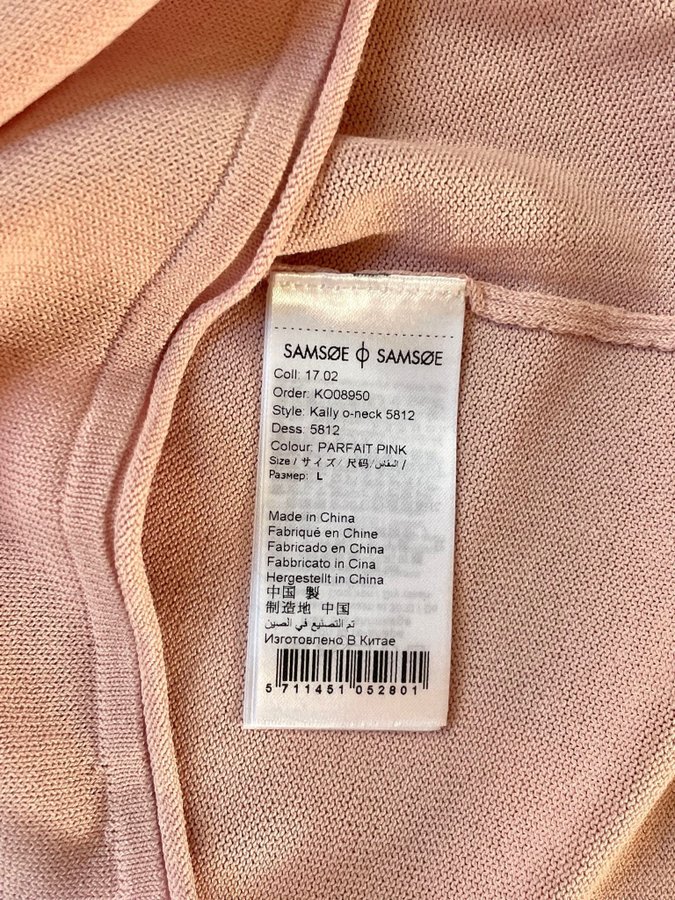 SAMSØE ɸ SAMSØE
Coll: 17 02
Order: KO08950
Style: Kally o-neck 5812
Dess: 5812
Colour: PARFAIT PINK
Size / サイズ / 尺码 / المقاس /
Размер: L
Made in China
Fabriqué en Chine
Fabricado en China
Fabbricato in Cina
Hergestellt in China
中国 製
制造地 中国
تم التصنيع في الصين
Изготовлено В Китае
5 711451 052801